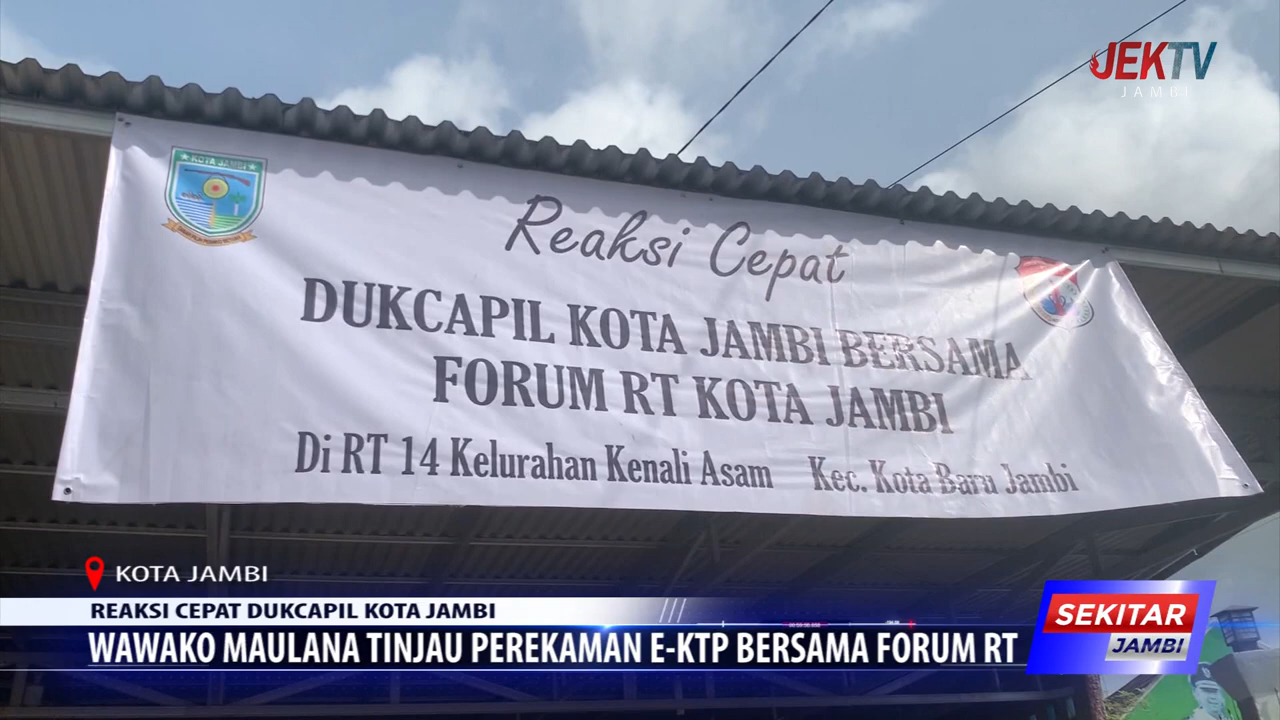 JEKTV
JAMBI
KOTA JAMBI
Reaksi Cepat
DUKCAPIL KOTA JAMBI BERSAMA
FORUM RT KOTA JAMBI
Di RT 14 Kelurahan Kenali Asam Kec. Kota Baru Jambi
KOTA JAMBI
REAKSI CEPAT DUKCAPIL KOTA JAMBI
WAWAKO MAULANA TINJAU PEREKAMAN E-KTP BERSAMA FORUM RT
SEKITAR
JAMBI